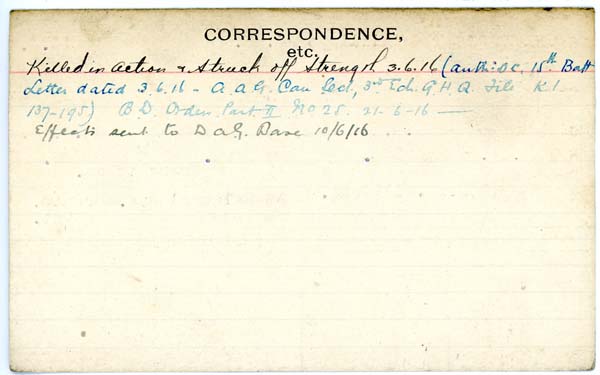 CORRESPONDENCE,
etc.
Killed in Action & Struck off Strength 3.6.16 (auth: O.C. 15th Batt
Letter dated 3.6.16 - A.A.G. Can Sec, 3rd Ech. G.H.Q. File K.1.
137-195) B.D. Orders Part II No 28. 21-6-16 —
Effects sent to D A G. Base 10/6/16